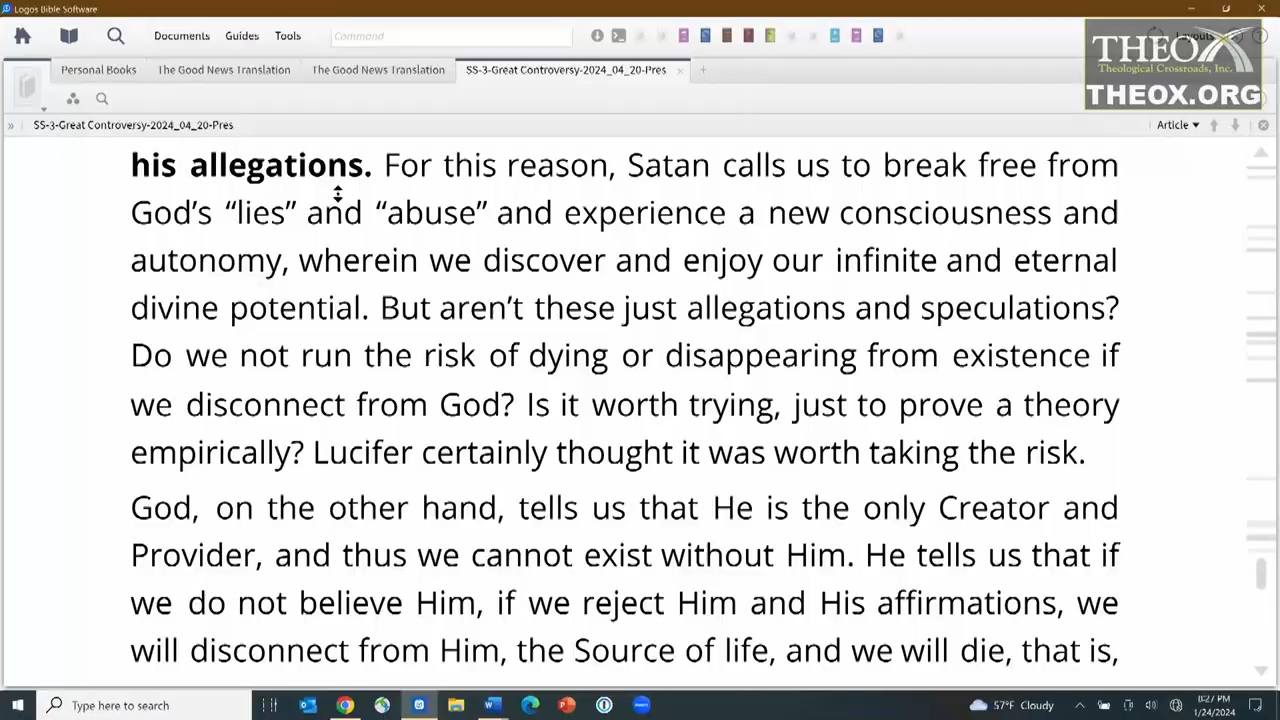 Logos Bible Software
Documents Guides Tools Command
THEOX
Theological Crossroads, Inc.
THEOX.ORG
Personal Books The Good News Translation The Good News Transla SS-3-Great Controversy-2024_04_20-Pres
SS-3-Great Controversy-2024_04_20-Pres Article
his allegations. For this reason, Satan calls us to break free from
God’s “lies” and “abuse” and experience a new consciousness and
autonomy, wherein we discover and enjoy our infinite and eternal
divine potential. But aren’t these just allegations and speculations?
Do we not run the risk of dying or disappearing from existence if
we disconnect from God? Is it worth trying, just to prove a theory
empirically? Lucifer certainly thought it was worth taking the risk.
God, on the other hand, tells us that He is the only Creator and
Provider, and thus we cannot exist without Him. He tells us that if
we do not believe Him, if we reject Him and His affirmations, we
will disconnect from Him, the Source of life, and we will die, that is,
Type here to search 57°F Cloudy 8:27 PM
1/24/2024